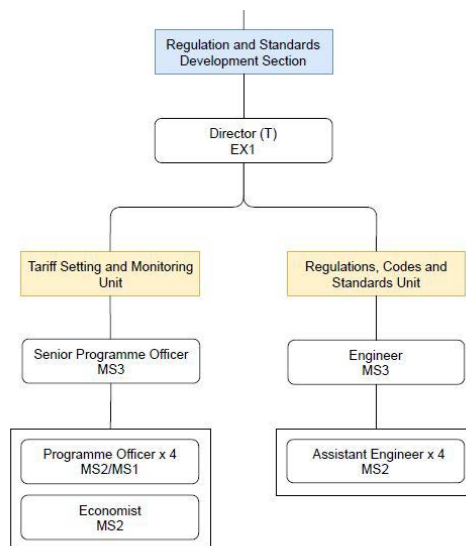 Regulation and Standards
Development Section
Director (T)
EX1
Tariff Setting and Monitoring
Unit
Regulations, Codes and
Standards Unit
Senior Programme Officer
MS3
Engineer
MS3
Programme Officer x 4
MS2/MS1
Assistant Engineer x 4
MS2
Economist
MS2